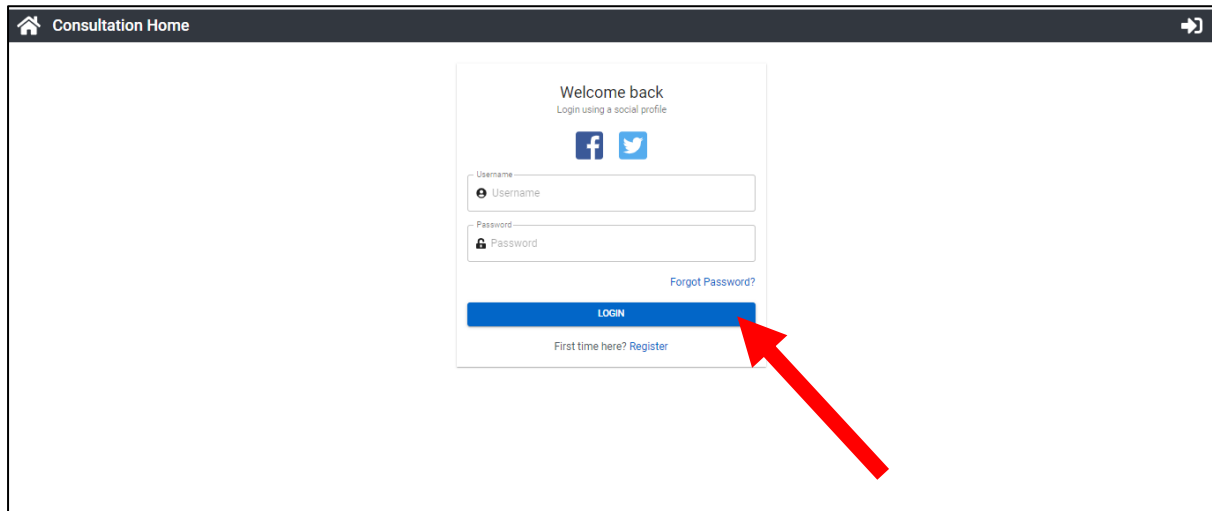 Consultation Home
Welcome back
Login using a social profile
Username
Username
Password
Password
Forgot Password?
LOGIN
First time here? Register